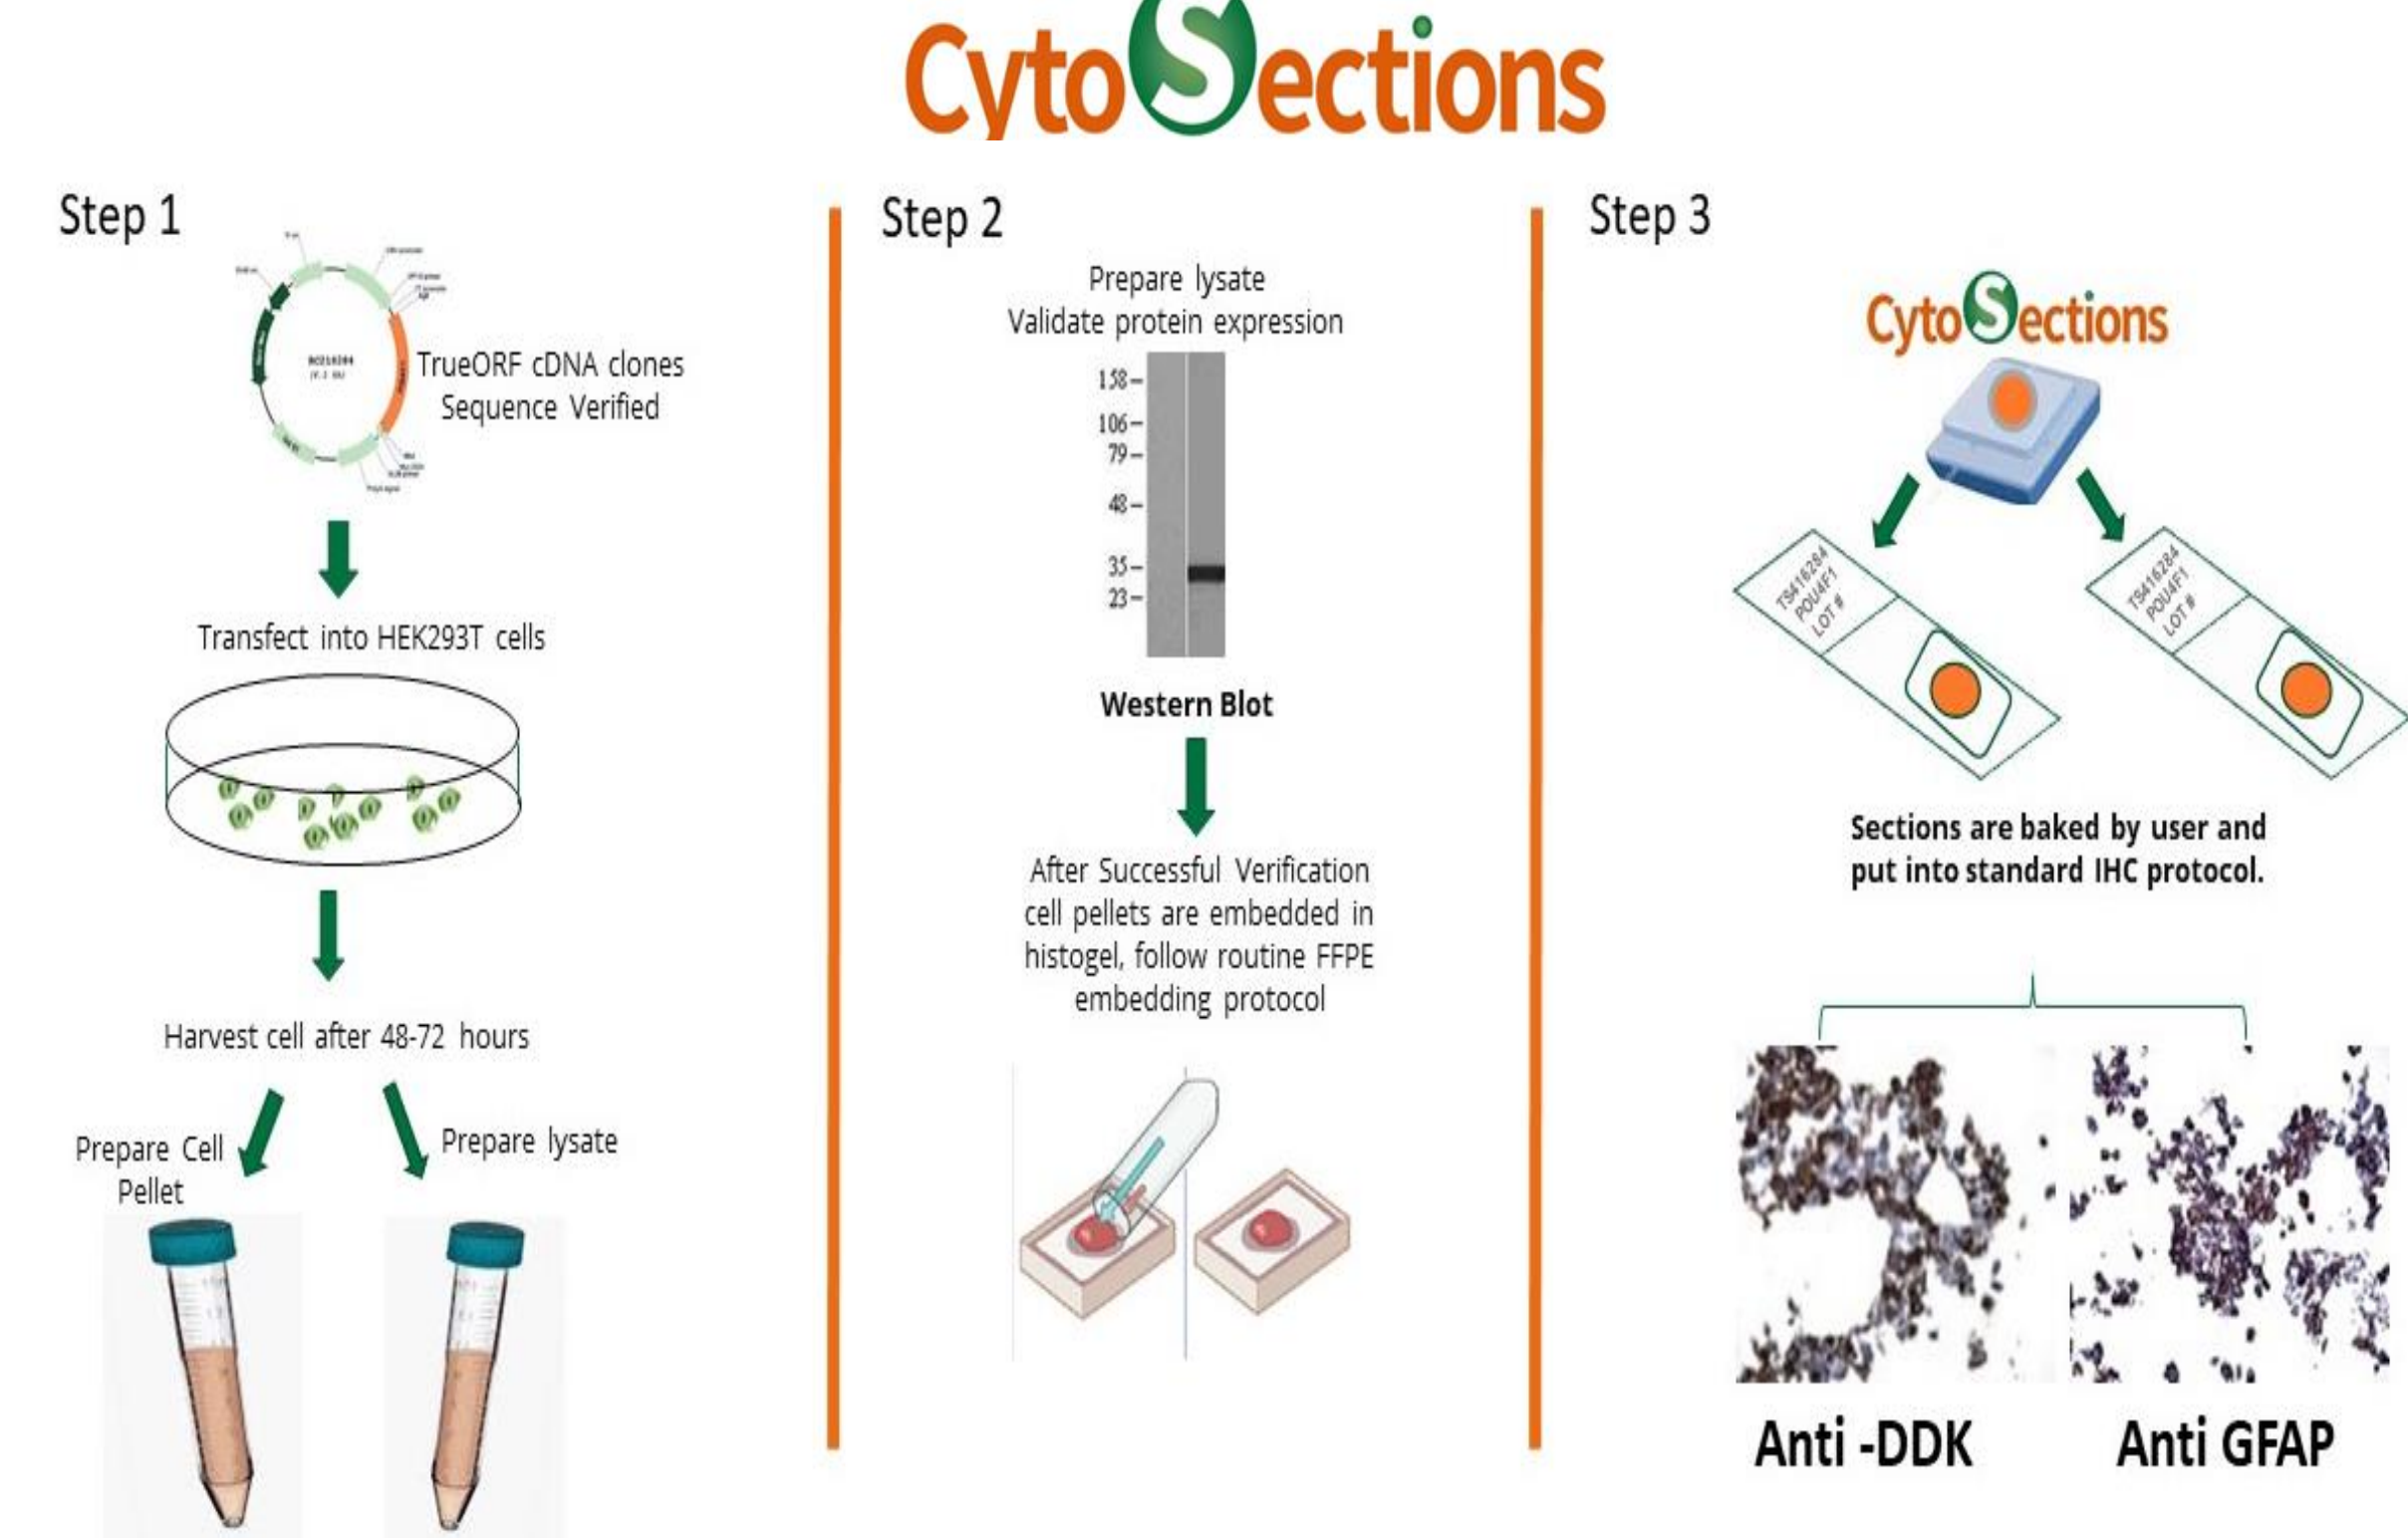 CytoSections
Step 1
TrueORF cDNA clones
Sequence Verified
Transfect into HEK293T cells
Harvest cell after 48-72 hours
Prepare Cell
Pellet
Prepare lysate
Step 2
Prepare lysate
Validate protein expression
158
106
79
48
35
23
Western Blot
After Successful Verification
cell pellets are embedded in
histogel, follow routine FFPE
embedding protocol
Step 3
CytoSections
TS416284
POU4F1
LOT #
TS416284
POU4F1
LOT #
Sections are baked by user and
put into standard IHC protocol.
Anti -DDK
Anti GFAP